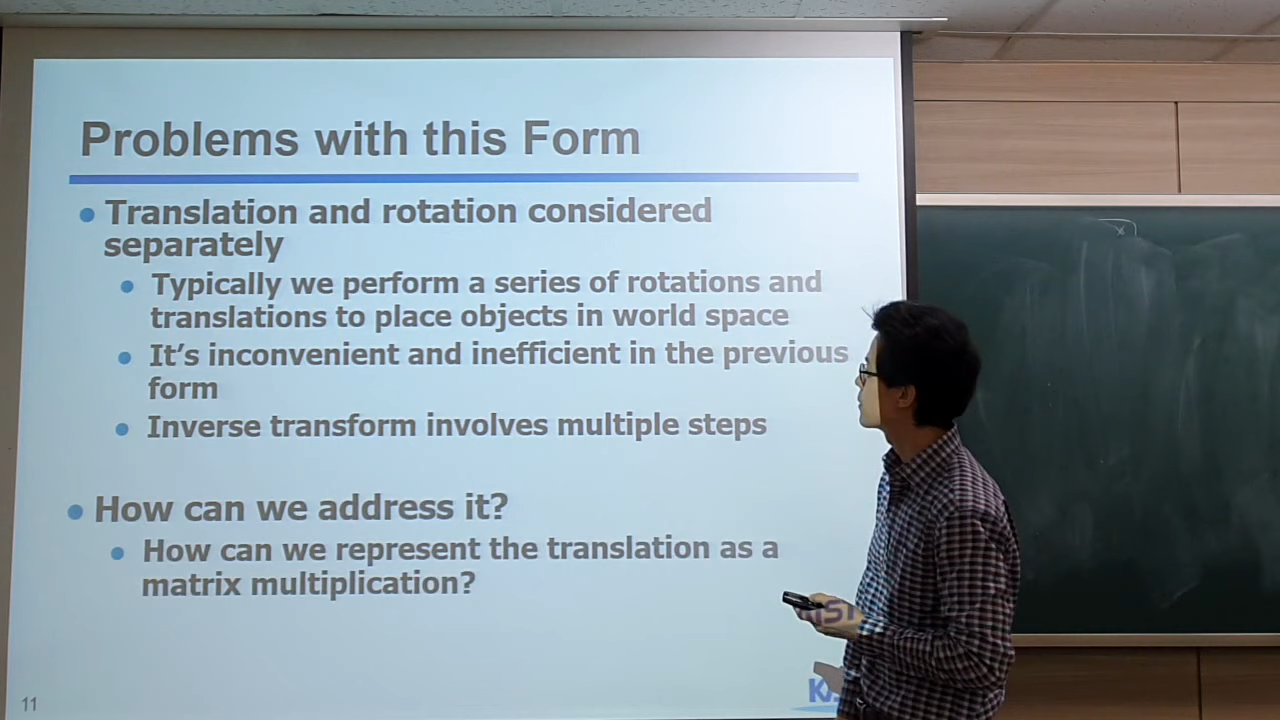 Problems with this Form
Translation and rotation considered
separately
Typically we perform a series of rotations and
translations to place objects in world space
It's inconvenient and inefficient in the previous
form
Inverse transform involves multiple steps
How can we address it?
How can we represent the translation as a
matrix multiplication?
11